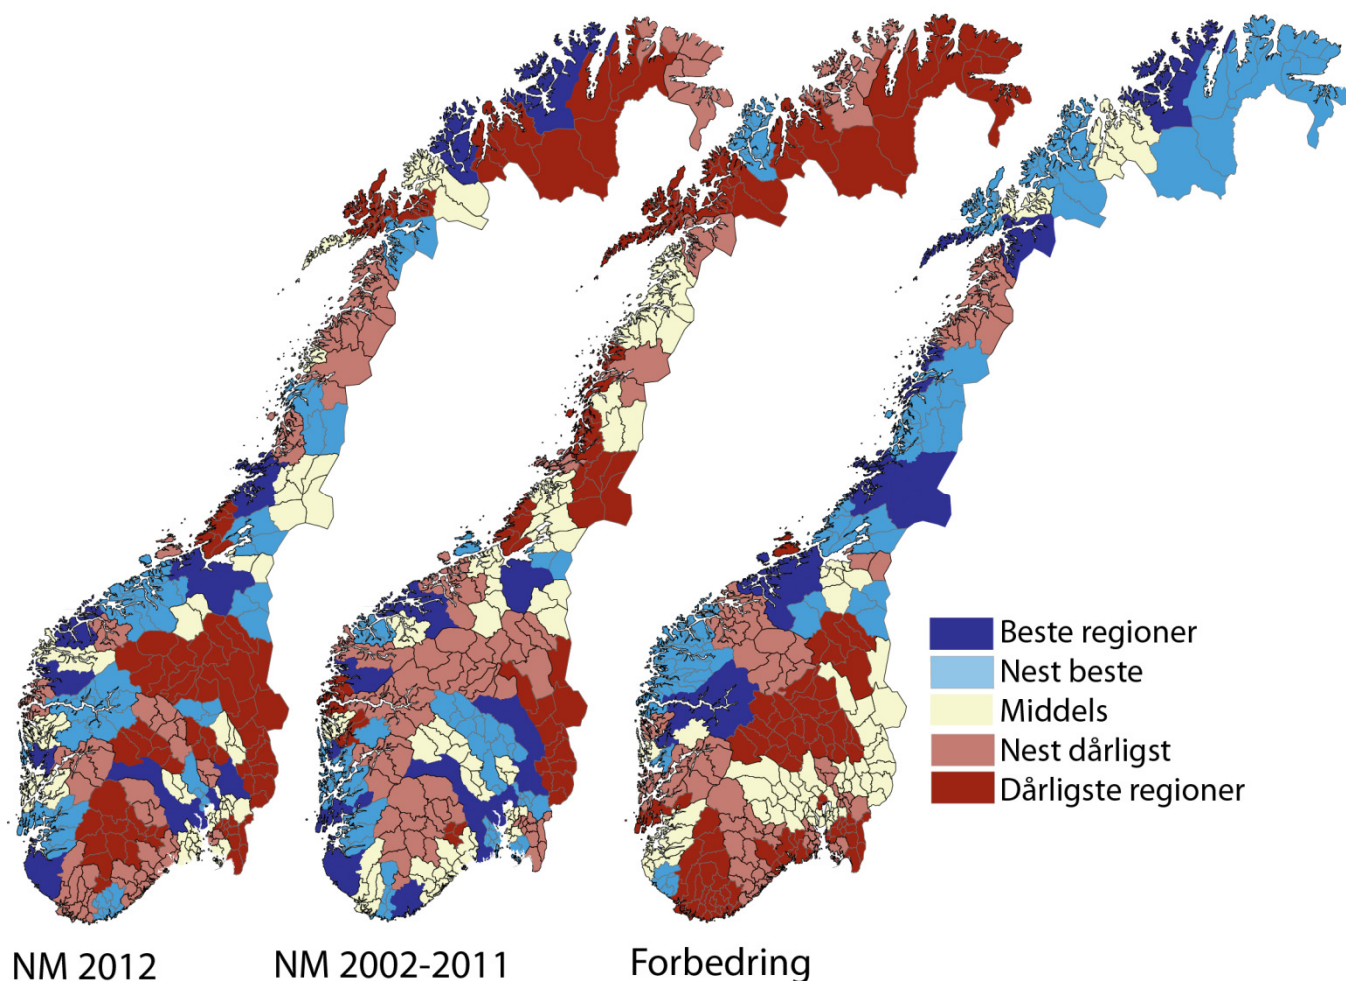 Beste regioner
Nest beste
Middels
Nest dårligst
Dårligste regioner
NM 2012
NM 2002-2011
Forbedring